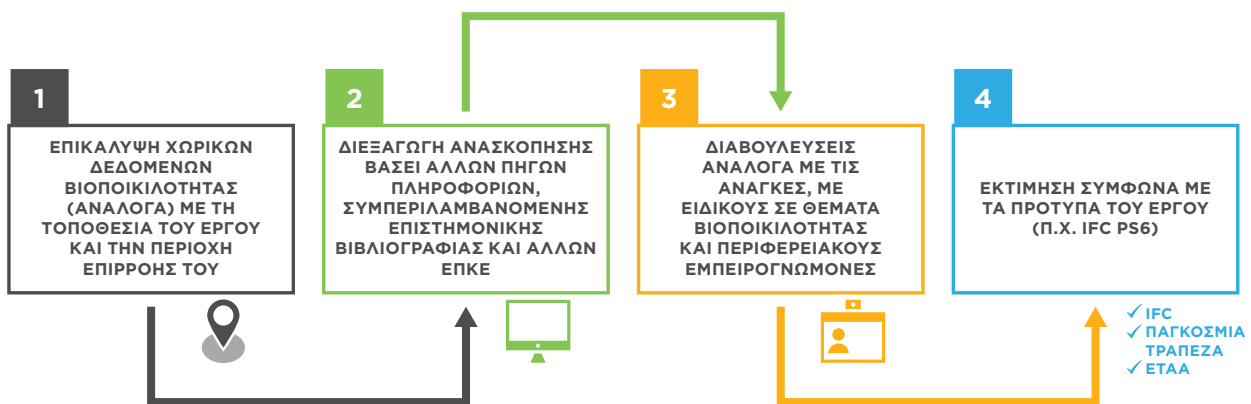 1
ΕΠΙΚΑΛΥΨΗ ΧΩΡΙΚΩΝ
ΔΕΔΟΜΕΝΩΝ
ΒΙΟΠΟΙΚΙΛΟΤΗΤΑΣ
(ΑΝΑΛΟΓΑ) ΜΕ ΤΗ
ΤΟΠΟΘΕΣΙΑ ΤΟΥ ΕΡΓΟΥ
ΚΑΙ ΤΗΝ ΠΕΡΙΟΧΗ
ΕΠΙΡΡΟΗΣ ΤΟΥ
2
ΔΙΕΞΑΓΩΓΗ ΑΝΑΣΚΟΠΗΣΗΣ
ΒΑΣΕΙ ΑΛΛΩΝ ΠΗΓΩΝ
ΠΛΗΡΟΦΟΡΙΩΝ,
ΣΥΜΠΕΡΙΛΑΜΒΑΝΟΜΕΝΗΣ
ΕΠΙΣΤΗΜΟΝΙΚΗΣ
ΒΙΒΛΙΟΓΡΑΦΙΑΣ ΚΑΙ ΑΛΛΩΝ
ΕΠΚΕ
3
ΔΙΑΒΟΥΛΕΥΣΕΙΣ
ΑΝΑΛΟΓΑ ΜΕ ΤΙΣ
ΑΝΑΓΚΕΣ, ΜΕ
ΕΙΔΙΚΟΥΣ ΣΕ ΘΕΜΑΤΑ
ΒΙΟΠΟΙΚΙΛΟΤΗΤΑΣ
ΚΑΙ ΠΕΡΙΦΕΡΕΙΑΚΟΥΣ
ΕΜΠΕΙΡΟΓΝΩΜΟΝΕΣ
4
ΕΚΤΙΜΗΣΗ ΣΥΜΦΩΝΑ ΜΕ
ΤΑ ΠΡΟΤΥΠΑ ΤΟΥ ΕΡΓΟΥ
(Π.Χ. IFC PS6)
✓ IFC
✓ ΠΑΓΚΟΣΜΙΑ
ΤΡΑΠΕΖΑ
✓ ΕΤΑΑ